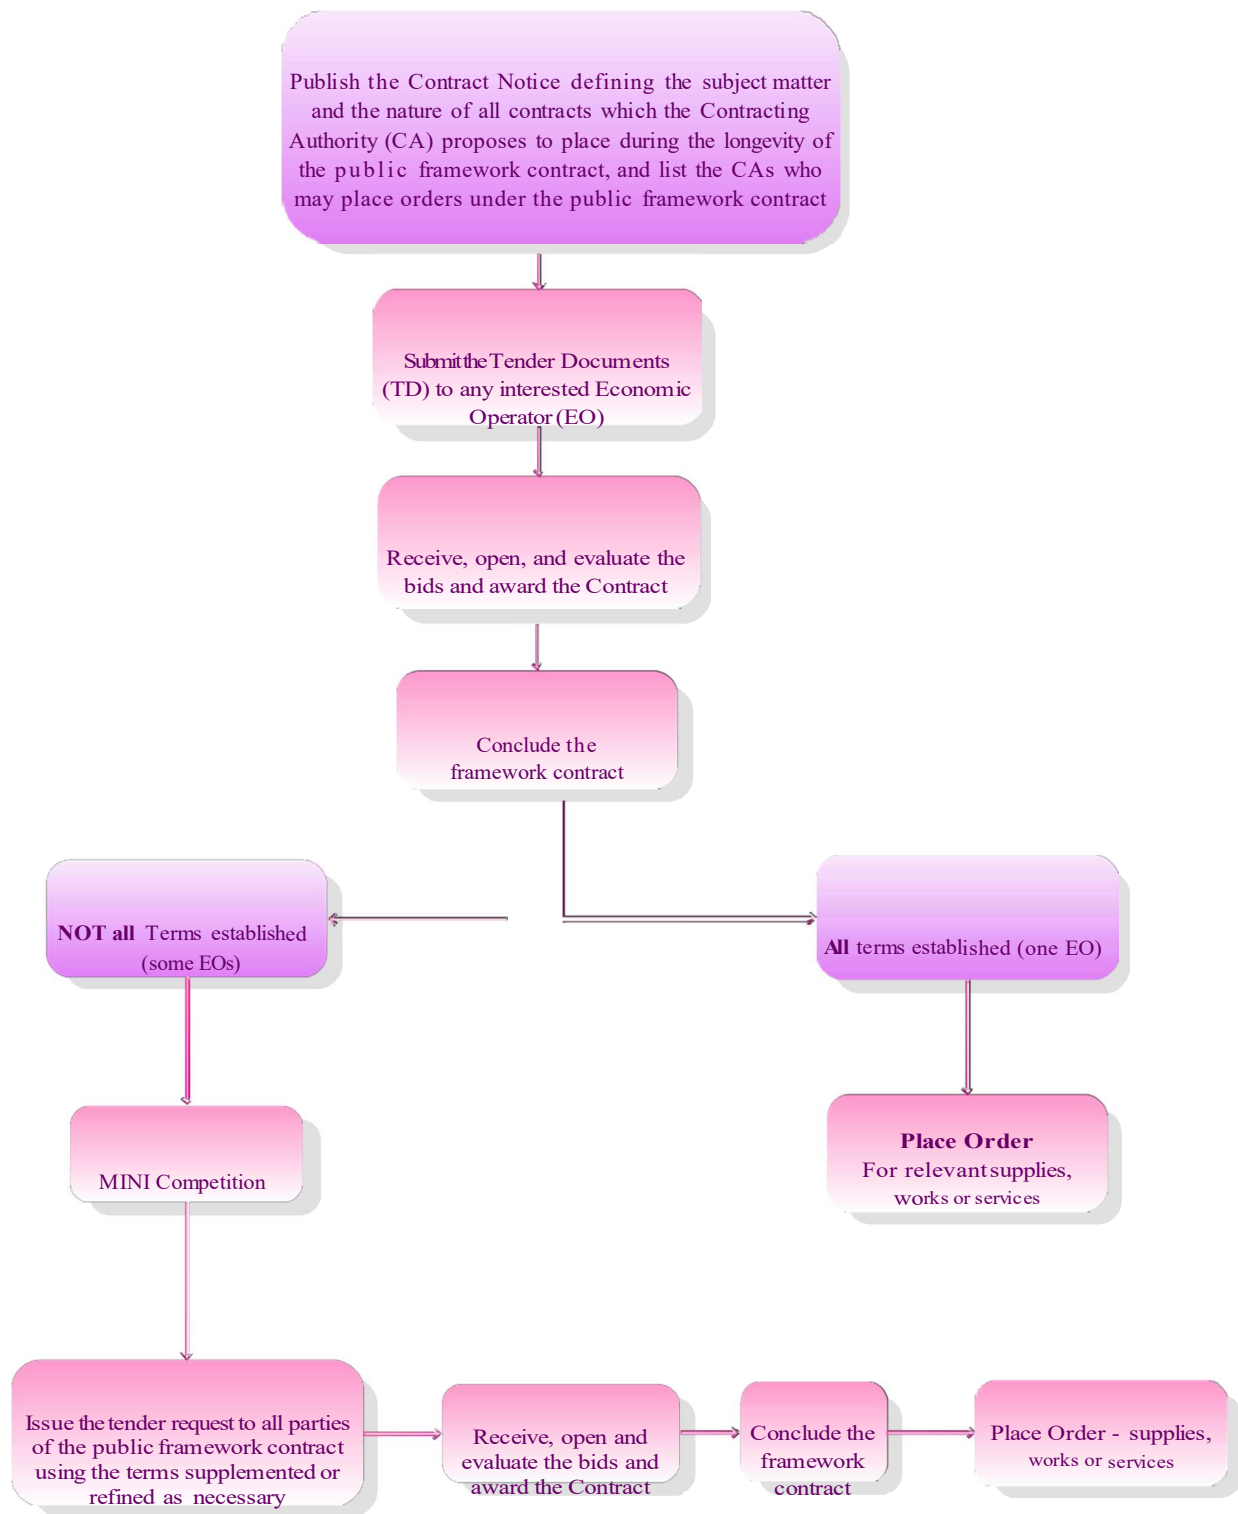 Publish the Contract Notice defining the subject matter
and the nature of all contracts which the Contracting
Authority (CA) proposes to place during the longevity of
the public framework contract, and list the CAs who
may place orders under the public framework contract
Submit the Tender Documents
(TD) to any interested Economic
Operator (EO)
Receive, open, and evaluate the
bids and award the Contract
Conclude the
framework contract
NOT all Terms established
(some EOs)
All terms established (one EO)
MINI Competition
Place Order
For relevant supplies,
works or services
Issue the tender request to all parties
of the public framework contract
using the terms supplemented or
refined as necessary
Receive, open and
evaluate the bids and
award the Contract
Conclude the
framework
contract
Place Order - supplies,
works or services